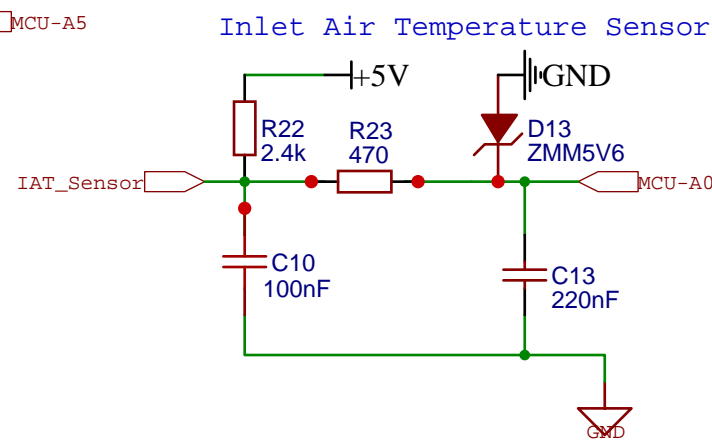 MCU-A5
Inlet Air Temperature Sensor
+5V
GND
R22
2.4k
R23
470
D13
ZMM5V6
IAT_Sensor
MCU-A0
C10
100nF
C13
220nF
GND